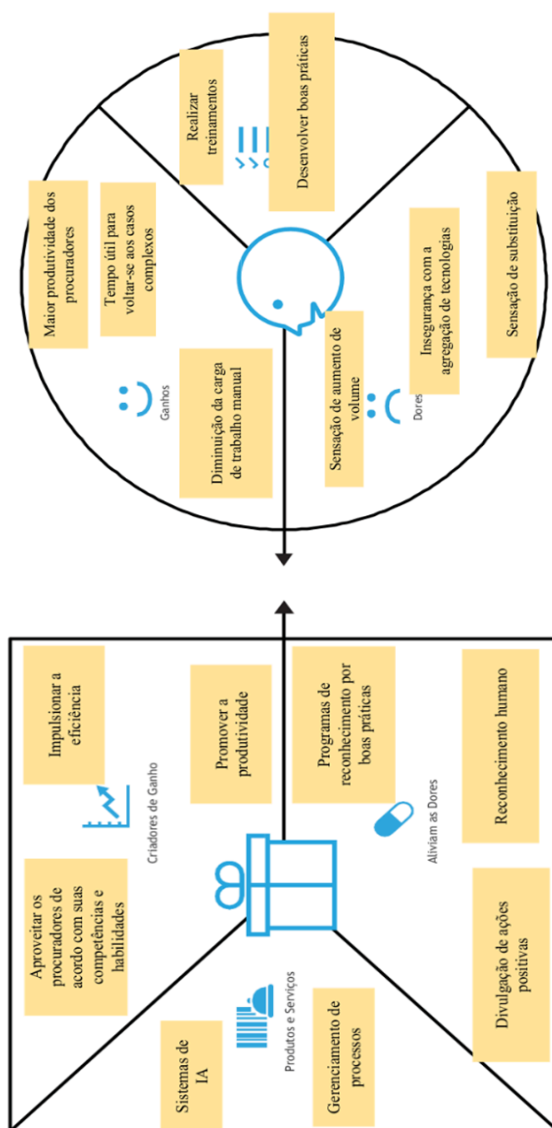 Aproveitar os
procuradores de
acordo com suas
competências e
habilidades
Impulsionar a
eficiência
Criadores de Ganho
Promover a
produtividade
Sistemas de
IA
Produtos e Serviços
Gerenciamento de
processos
Programas de
reconhecimento por
boas práticas
Aliviam as Dores
Divulgação de ações
positivas
Reconhechimento humano
Maior produtividade dos
procuradores
Tempo útil para
voltar-se aos casos
complexos
Ganhos
Diminuição da carga
de trabalho manual
Realizar
treinamentos
Desenvolver boas práticas
Sensação de aumento de
volume
Dores
Insegurança com a
agregação de tecnologias
Sensação de substituição